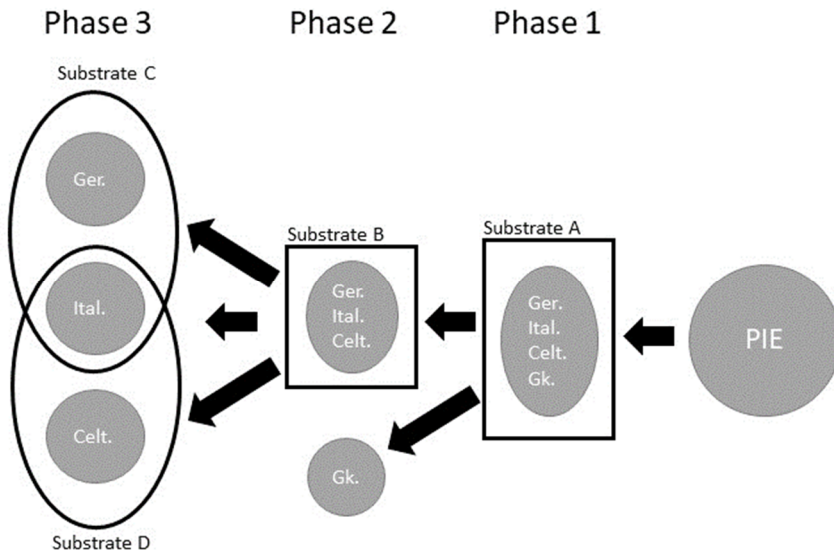 Phase 3
Phase 2
Phase 1
Substrate C
Ger.
Ital.
Celt.
Substrate D
Substrate B
Ger.
Ital.
Celt.
Gk.
Substrate A
Ger.
Ital.
Celt.
Gk.
PIE